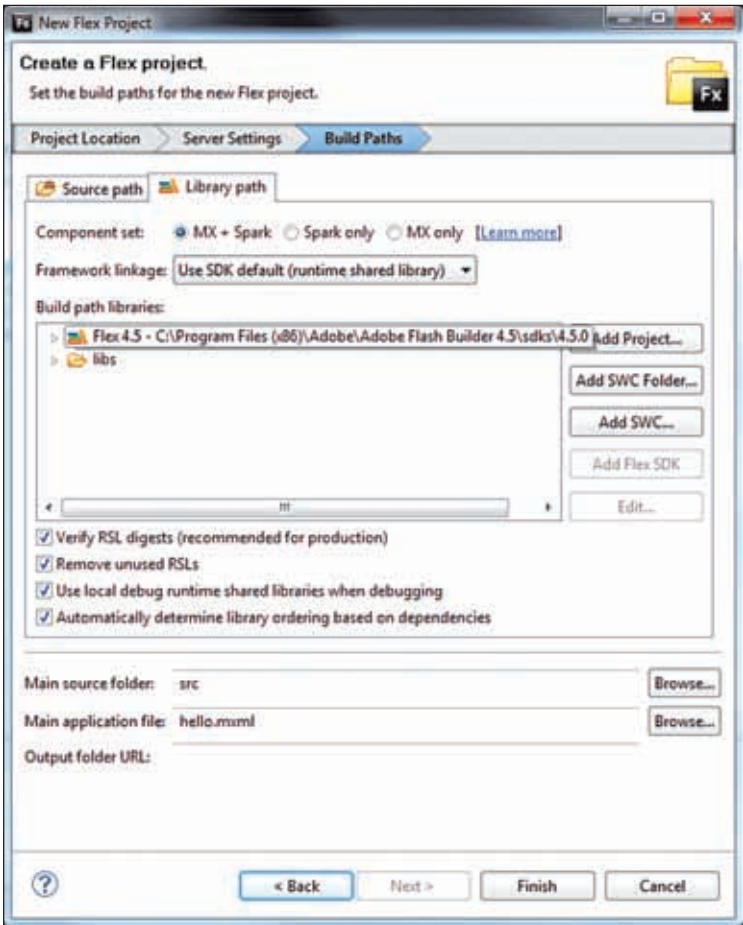 Fx New Flex Project
Create a Flex project.
Set the build paths for the new Flex project.
Fx
Project Location Server Settings Build Paths
Source path Library path
Component set: MX + Spark Spark only MX only [Learn more]
Framework linkage: Use SDK default (runtime shared library)
Build path libraries:
Flex 4.5 - C:\Program Files (x86)\Adobe\Adobe Flash Builder 4.5\sdks\4.5.0
Add Project...
libs
Add SWC Folder...
Add SWC...
Add Flex SDK
Edit...
Verify RSL digests (recommended for production)
Remove unused RSLs
Use local debug runtime shared libraries when debugging
Automatically determine library ordering based on dependencies
Main source folder: src Browse...
Main application file: hello.mxml Browse...
Output folder URL:
? < Back Next > Finish Cancel